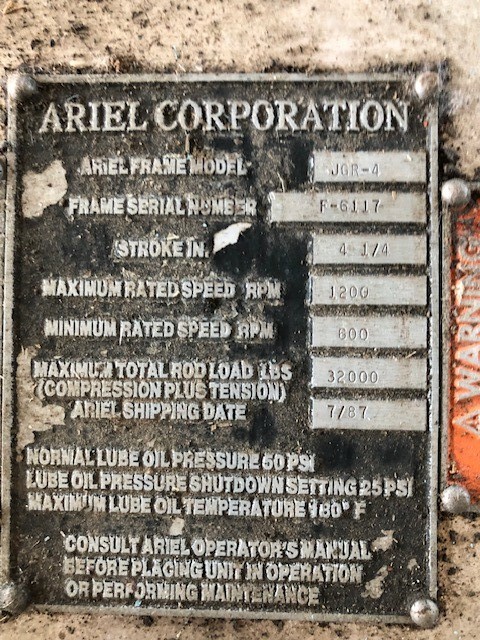 ARIEL CORPORATION
ARIEL FRAME MODEL JGR-4
FRAME SERIAL NUMBER F-6117
STROKE IN. 4 1/4
MAXIMUM RATED SPEED RPM 1200
MINIMUM RATED SPEED RPM 600
MAXIMUM TOTAL ROD LOAD LBS 32000
(COMPRESSION PLUS TENSION)
ARIEL SHIPPING DATE 7/87
NORMAL LUBE OIL PRESSURE 60 PSI
LUBE OIL PRESSURE SHUTDOWN SETTING 25 PSI
MAXIMUM LUBE OIL TEMPERATURE 180° F
CONSULT ARIEL OPERATOR'S MANUAL
BEFORE PLACING UNIT IN OPERATION
OR PERFORMING MAINTENANCE
WARNING